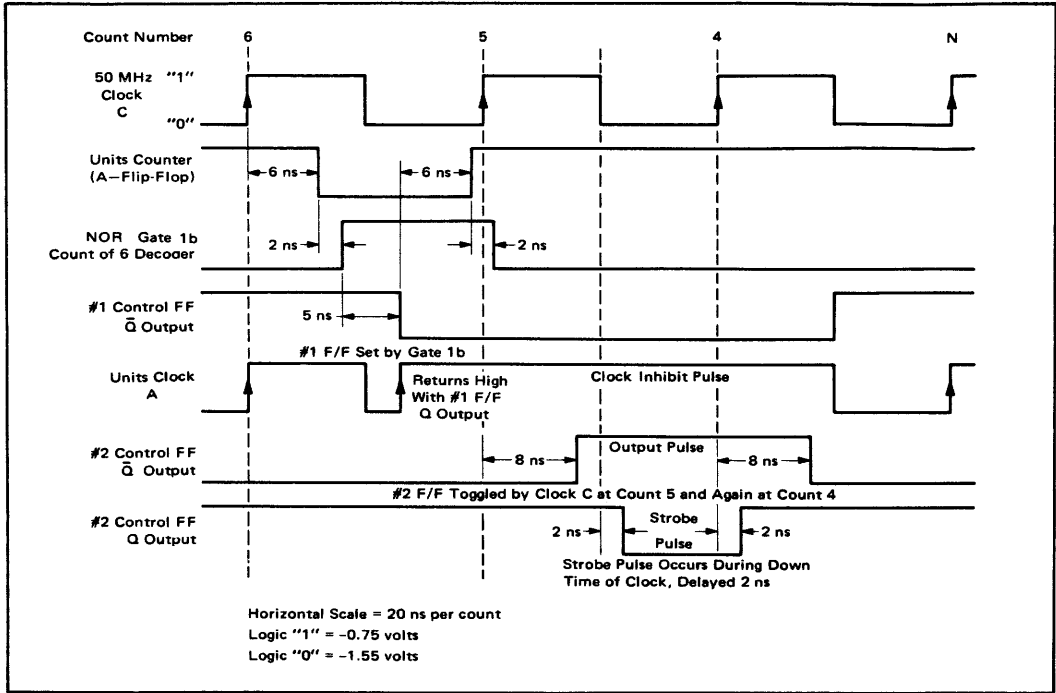 Count Number 6 5 4 N
50 MHz "1"
Clock
C
"0"
Units Counter
(A—Flip-Flop)
6 ns
6 ns
NOR Gate 1b
Count of 6 Decoder
2 ns
2 ns
#1 Control FF
Q̅ Output
5 ns
#1 F/F Set by Gate 1b
Units Clock
A
Returns High
With #1 F/F
Q Output
Clock Inhibit Pulse
#2 Control FF
Q̅ Output
8 ns
Output Pulse
8 ns
#2 F/F Toggled by Clock C at Count 5 and Again at Count 4
#2 Control FF
Q Output
2 ns
Strobe
Pulse
2 ns
Strobe Pulse Occurs During Down
Time of Clock, Delayed 2 ns
Horizontal Scale = 20 ns per count
Logic "1" = -0.75 volts
Logic "0" = -1.55 volts